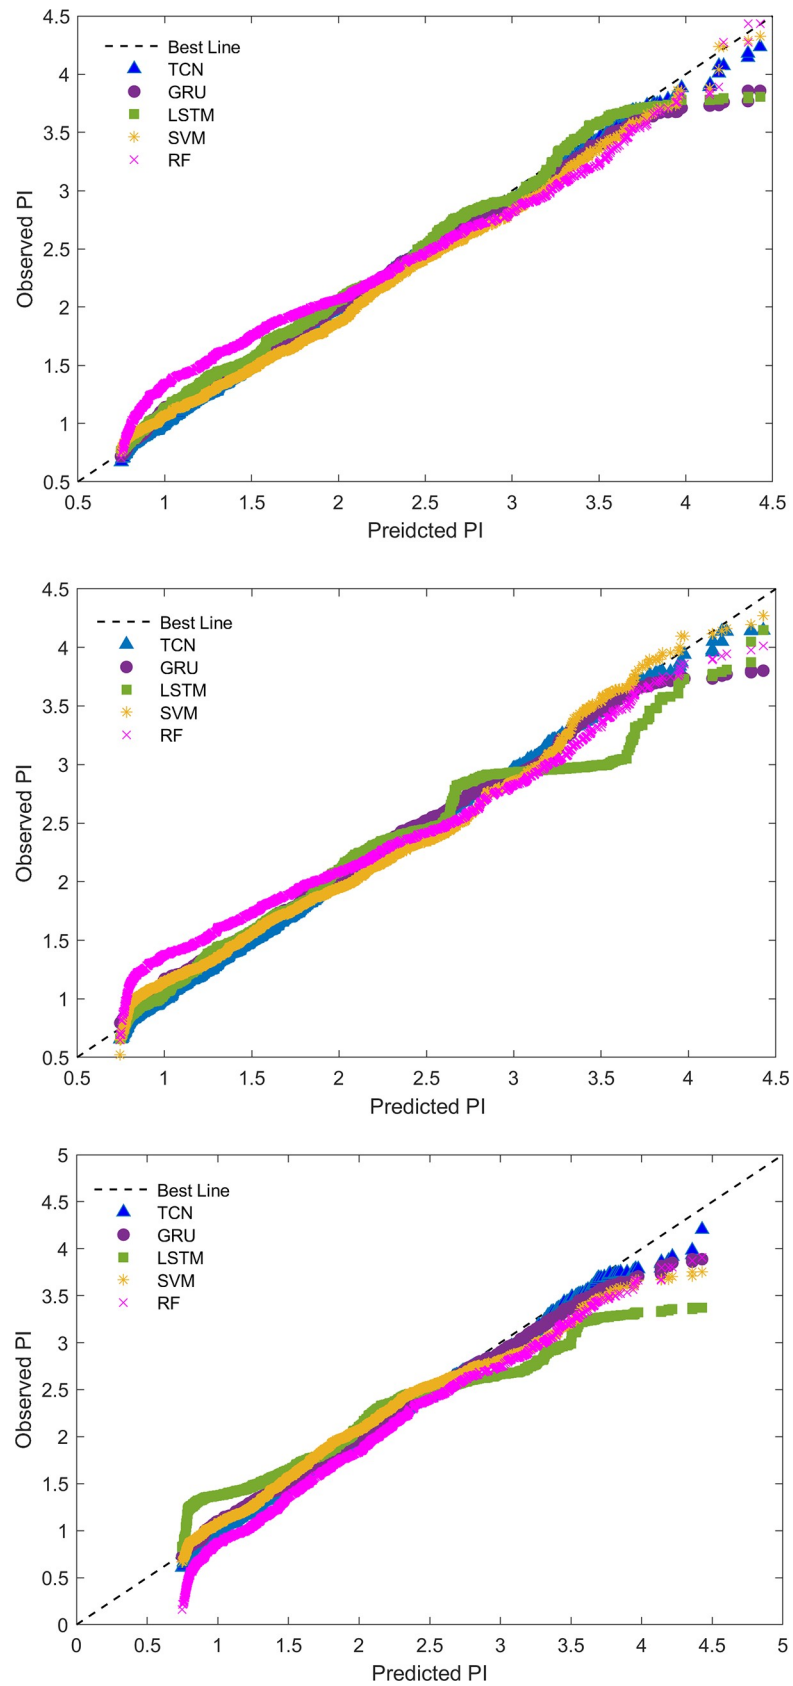 4.5
4
3.5
3
2.5
2
1.5
1
0.5
Observed PI
Best Line
TCN
GRU
LSTM
SVM
RF
0.5 1 1.5 2 2.5 3 3.5 4 4.5
Preidcted PI
4.5
4
3.5
3
2.5
2
1.5
1
0.5
Observed PI
Best Line
TCN
GRU
LSTM
SVM
RF
0.5 1 1.5 2 2.5 3 3.5 4 4.5
Predicted PI
5
4.5
4
3.5
3
2.5
2
1.5
1
0.5
0
Observed PI
Best Line
TCN
GRU
LSTM
SVM
RF
0 0.5 1 1.5 2 2.5 3 3.5 4 4.5 5
Predicted PI